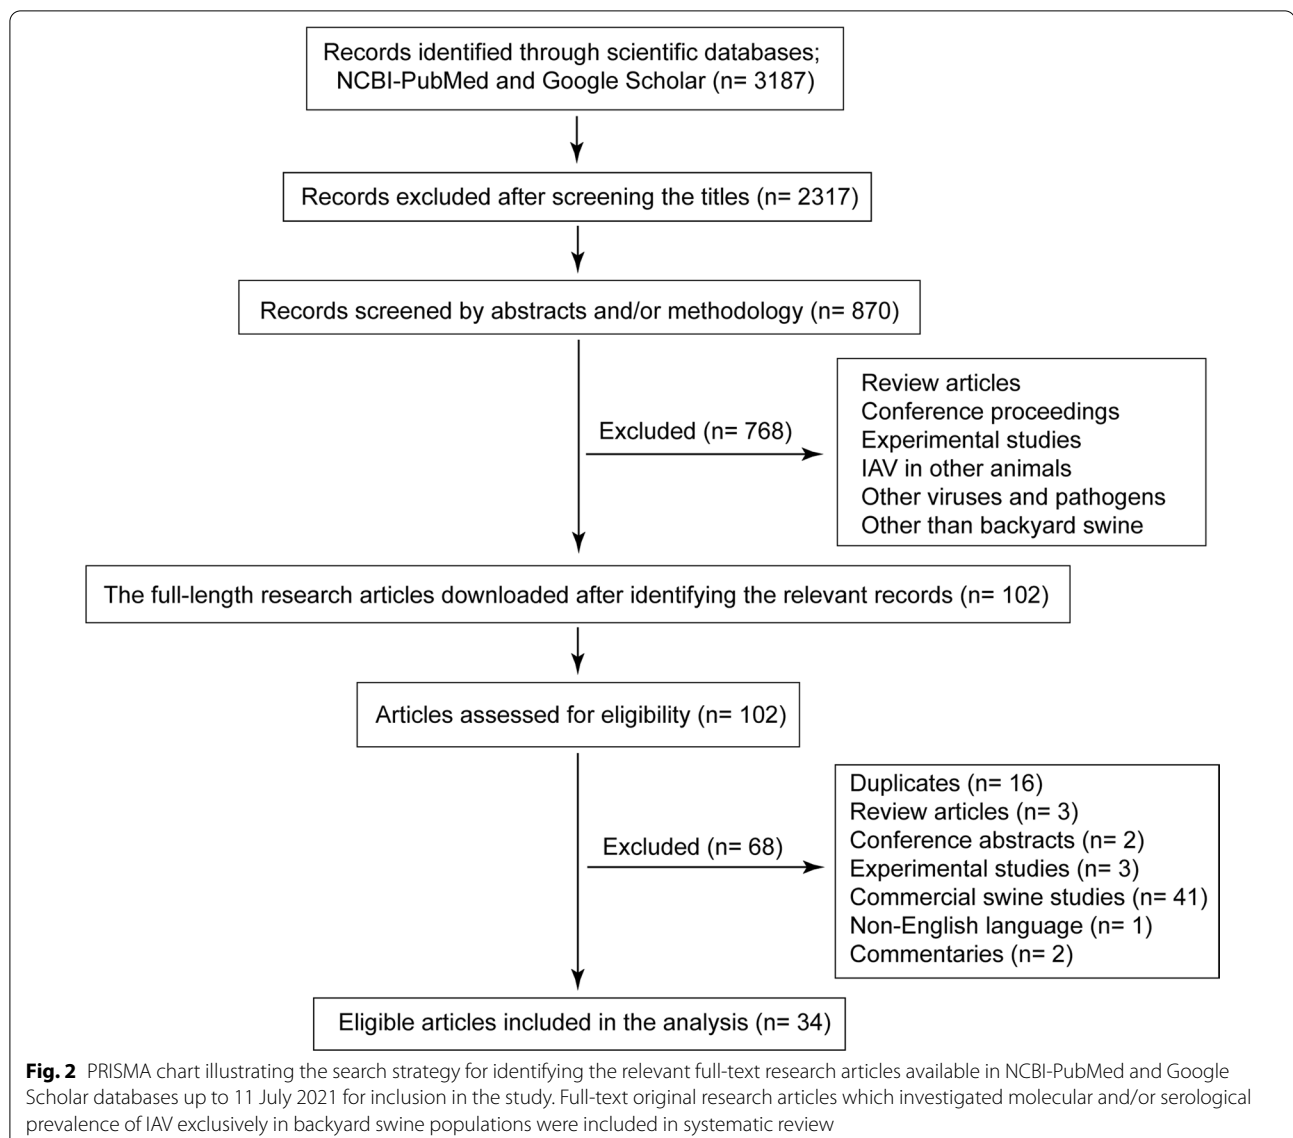 Records identified through scientific databases;
NCBI-PubMed and Google Scholar (n= 3187)
Records excluded after screening the titles (n= 2317)
Records screened by abstracts and/or methodology (n= 870)
Excluded (n= 768)
Review articles
Conference proceedings
Experimental studies
IAV in other animals
Other viruses and pathogens
Other than backyard swine
The full-length research articles downloaded after identifying the relevant records (n= 102)
Articles assessed for eligibility (n= 102)
Excluded (n= 68)
Duplicates (n= 16)
Review articles (n= 3)
Conference abstracts (n= 2)
Experimental studies (n= 3)
Commercial swine studies (n= 41)
Non-English language (n= 1)
Commentaries (n= 2)
Eligible articles included in the analysis (n= 34)
Fig. 2 PRISMA chart illustrating the search strategy for identifying the relevant full-text research articles available in NCBI-PubMed and Google
Scholar databases up to 11 July 2021 for inclusion in the study. Full-text original research articles which investigated molecular and/or serological
prevalence of IAV exclusively in backyard swine populations were included in systematic review